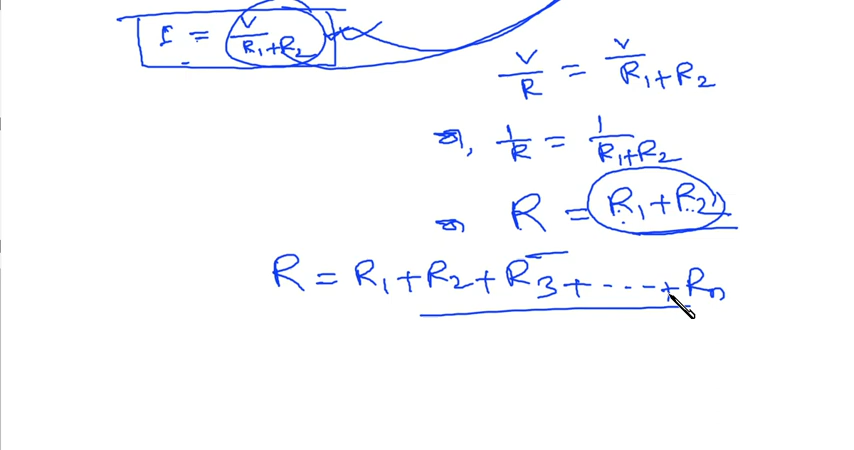 I = V/(R₁+R₂)
V/R = V/(R₁+R₂)
বা, 1/R = 1/(R₁+R₂)
বা R = R₁+R₂
R = R₁+R₂+R₃+----+Rₙ